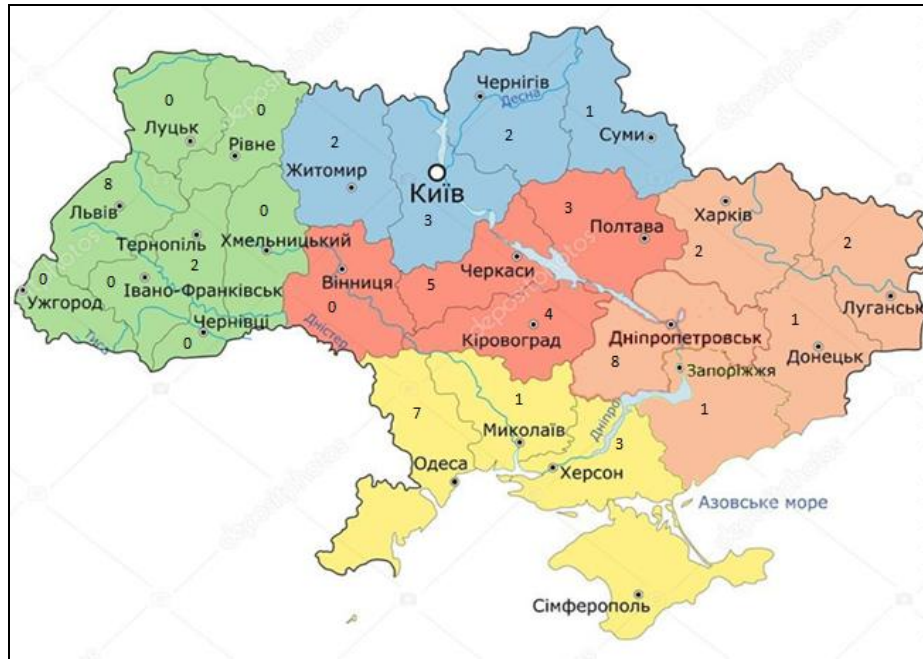 Чернігів
Десна
0
0
1
Луцьк
2
2
Суми
Рівне
Житомир
Київ
8
Львів
0
3
3
Харків
Тернопіль
Хмельницький
Полтава
2
2
0
0
2
Вінниця
5
Черкаси
Ужгород
Івано-Франківськ
Луганськ
0
4
1
Чернівці
Дністер
Кіровоград
Дніпропетровськ
Тиса
0
8
Донецьк
Запоріжжя
7
1
Дніпро
1
Миколаїв
3
Одеса
Херсон
Азовське море
Сімферополь
depositphotos